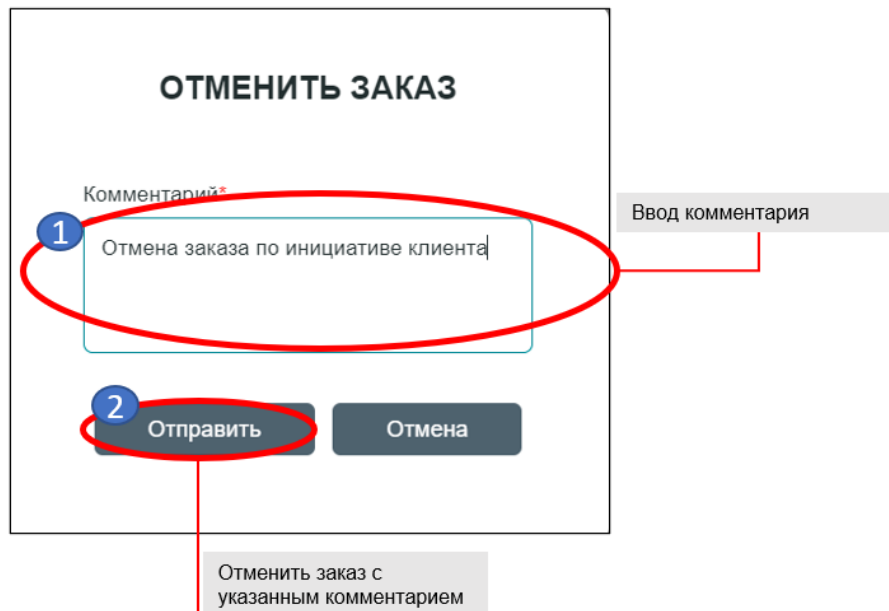 ОТМЕНИТЬ ЗАКАЗ
Комментарий*
1
Отмена заказа по инициативе клиента
Ввод комментария
2
Отправить
Отмена
Отменить заказ с
указанным комментарием